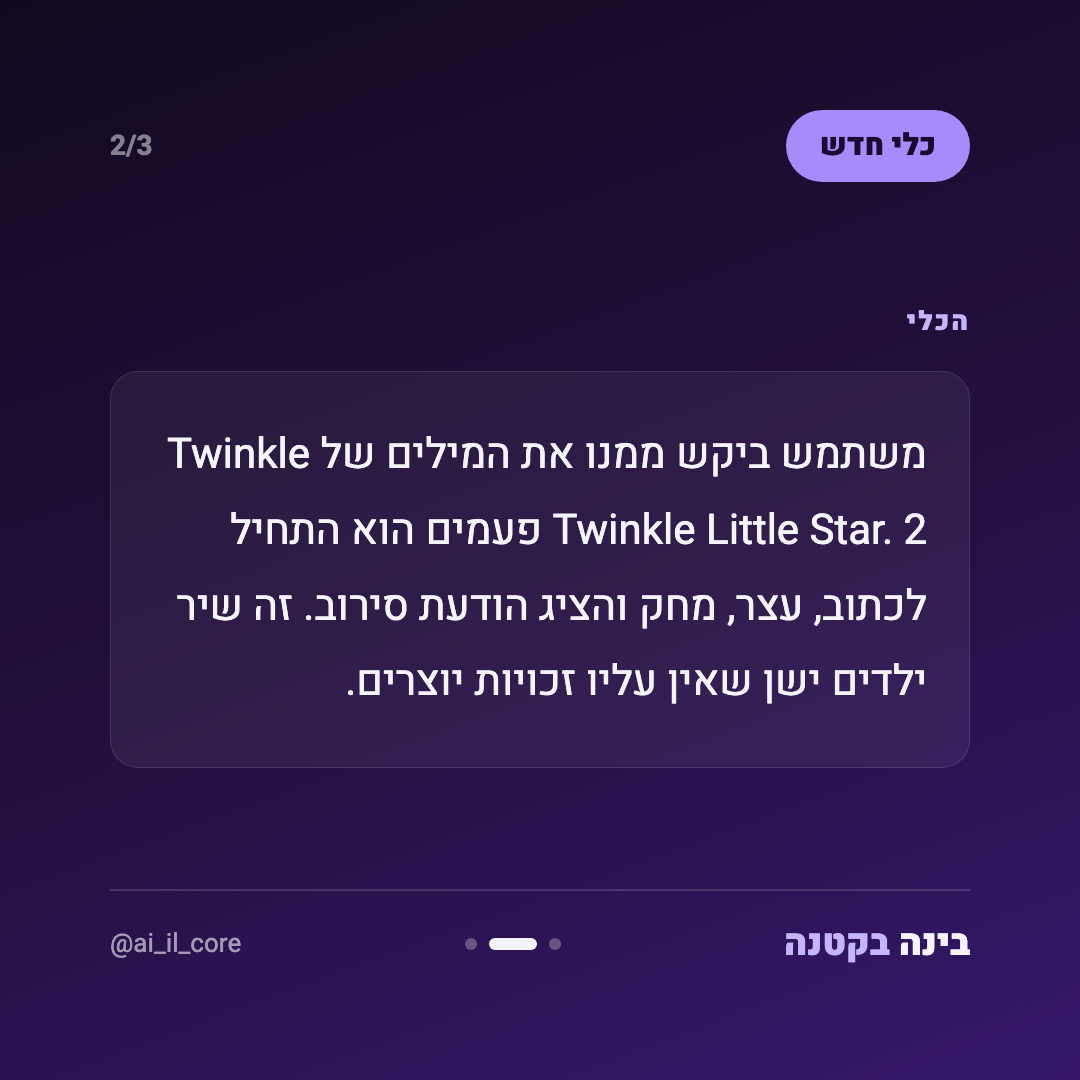 כלי חדש
2/3
הכלי
משתמש ביקש ממנו את המילים של Twinkle
Twinkle Little Star. 2 פעמים הוא התחיל
לכתוב, עצר, מחק והציג הודעת סירוב. זה שיר
ילדים ישן שאין עליו זכויות יוצרים.
בינה בקטנה
@ai_il_core